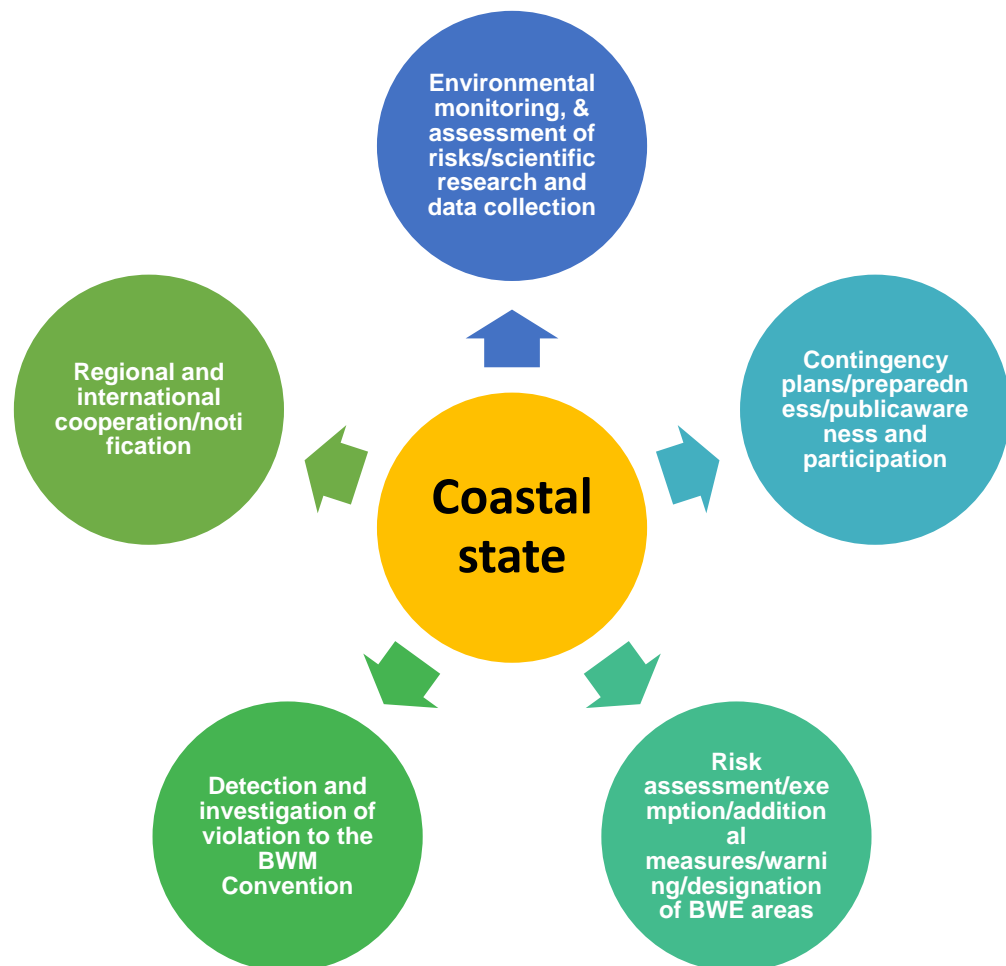 Environmental
monitoring, &
assessment of
risks/scientific
research and
data collection
Regional and
international
cooperation/noti
fication
Contingency
plans/preparedn
ess/publicaware
ness and
participation
Coastal
state
Detection and
investigation of
violation to the
BWM
Convention
Risk
assessment/exe
mption/addition
al
measures/warni
ng/designation
of BWE areas